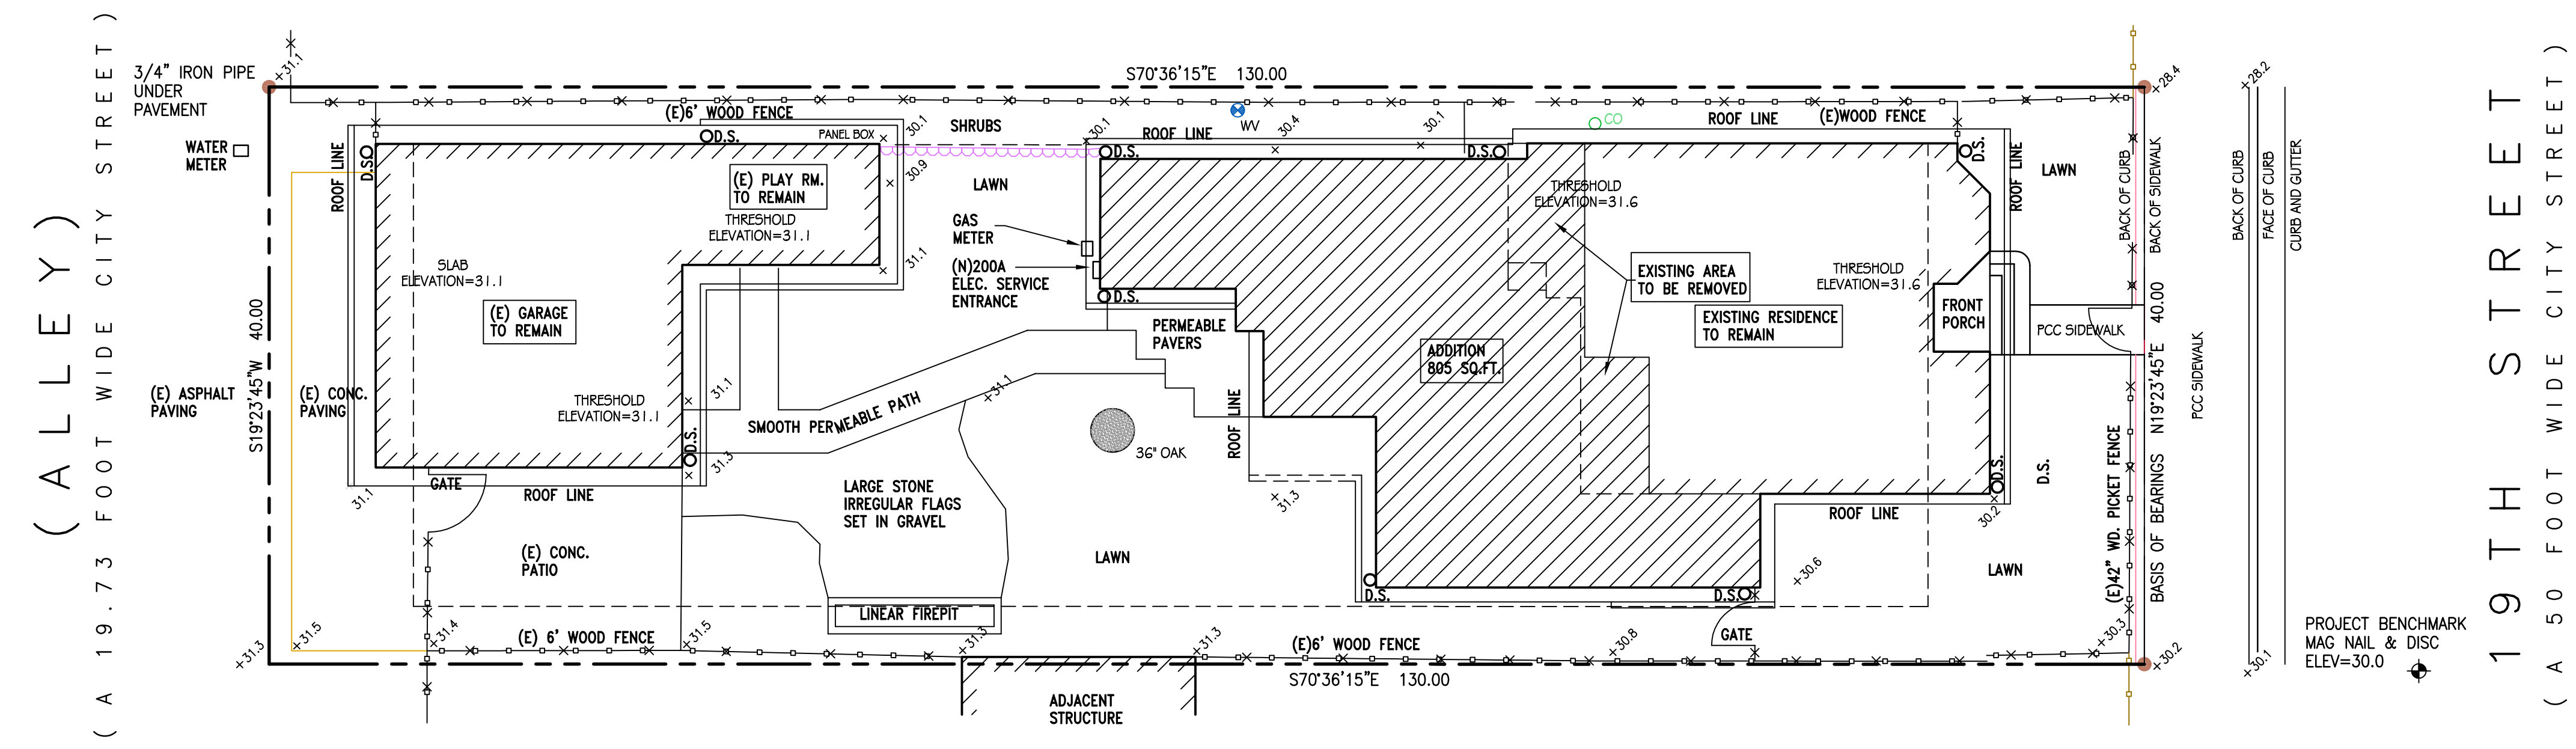 ( ALLEY )
( A 19.73 FOOT WIDE CITY STREET )
3/4" IRON PIPE
UNDER
PAVEMENT
+31.1
WATER
METER
S19°23'45"W 40.00
(E) ASPHALT
PAVING
(E) CONC.
PAVING
ROOF LINE
D.S.
(E)6' WOOD FENCE
D.S.
PANEL BOX
30.1
(E) PLAY RM.
TO REMAIN
THRESHOLD
ELEVATION=31.1
30.9
31.1
SLAB
ELEVATION=31.1
(E) GARAGE
TO REMAIN
THRESHOLD
ELEVATION=31.1
31.1
D.S.
31.3
31.1
GATE
ROOF LINE
(E) CONC.
PATIO
+31.3
+31.5
+31.4
(E) 6' WOOD FENCE
+31.5
SHRUBS
LAWN
GAS
METER
(N)200A
ELEC. SERVICE
ENTRANCE
SMOOTH PERMEABLE PATH
+31.1
36" OAK
LARGE STONE
IRREGULAR FLAGS
SET IN GRAVEL
LAWN
LINEAR FIREPIT
+31.3
+31.3
ADJACENT
STRUCTURE
S70°36'15"E 130.00
30.1
ROOF LINE
WV
30.4
30.1
D.S.
D.S.
D.S.
PERMEABLE
PAVERS
ROOF LINE
+
31.3
D.S.
(E)6' WOOD FENCE
S70°36'15"E 130.00
CO
ROOF LINE
(E)WOOD FENCE
THRESHOLD
ELEVATION=31.6
EXISTING AREA
TO BE REMOVED
EXISTING RESIDENCE
TO REMAIN
ADDITION
805 SQ.FT.
THRESHOLD
ELEVATION=31.6
FRONT
PORCH
D.S.
ROOF LINE
LAWN
PCC SIDEWALK
ROOF LINE
D.S.
30.2
D.S.
+30.6
LAWN
D.S.
GATE
+30.8
+30.3
+30.2
(E)42" WD. PICKET FENCE
BACK OF CURB
BACK OF SIDEWALK
BASIS OF BEARINGS N19°23'45"E 40.00
+28.4
PCC SIDEWALK
+28.2
BACK OF CURB
FACE OF CURB
CURB AND GUTTER
+30.1
PROJECT BENCHMARK
MAG NAIL & DISC
ELEV=30.0
19TH STREET
( A 50 FOOT WIDE CITY STREET )